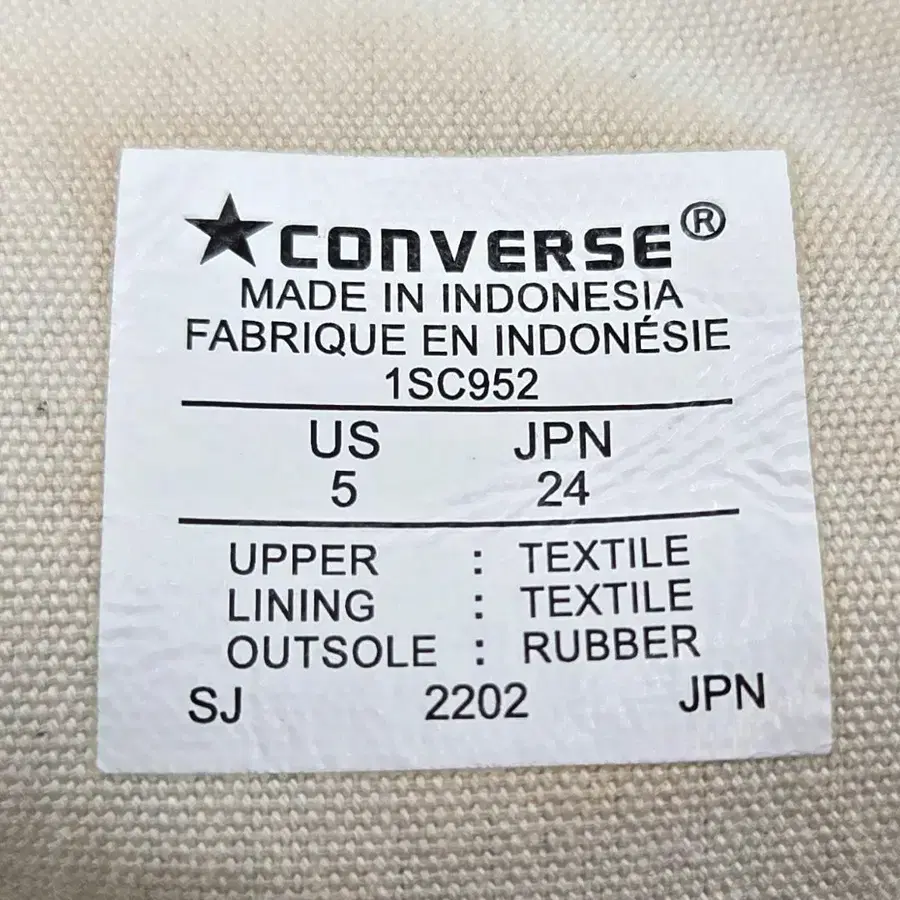 CONVERSE®
MADE IN INDONESIA
FABRIQUE EN INDONÉSIE
1SC952
US JPN
5 24
UPPER : TEXTILE
LINING : TEXTILE
OUTSOLE : RUBBER
SJ 2202 JPN